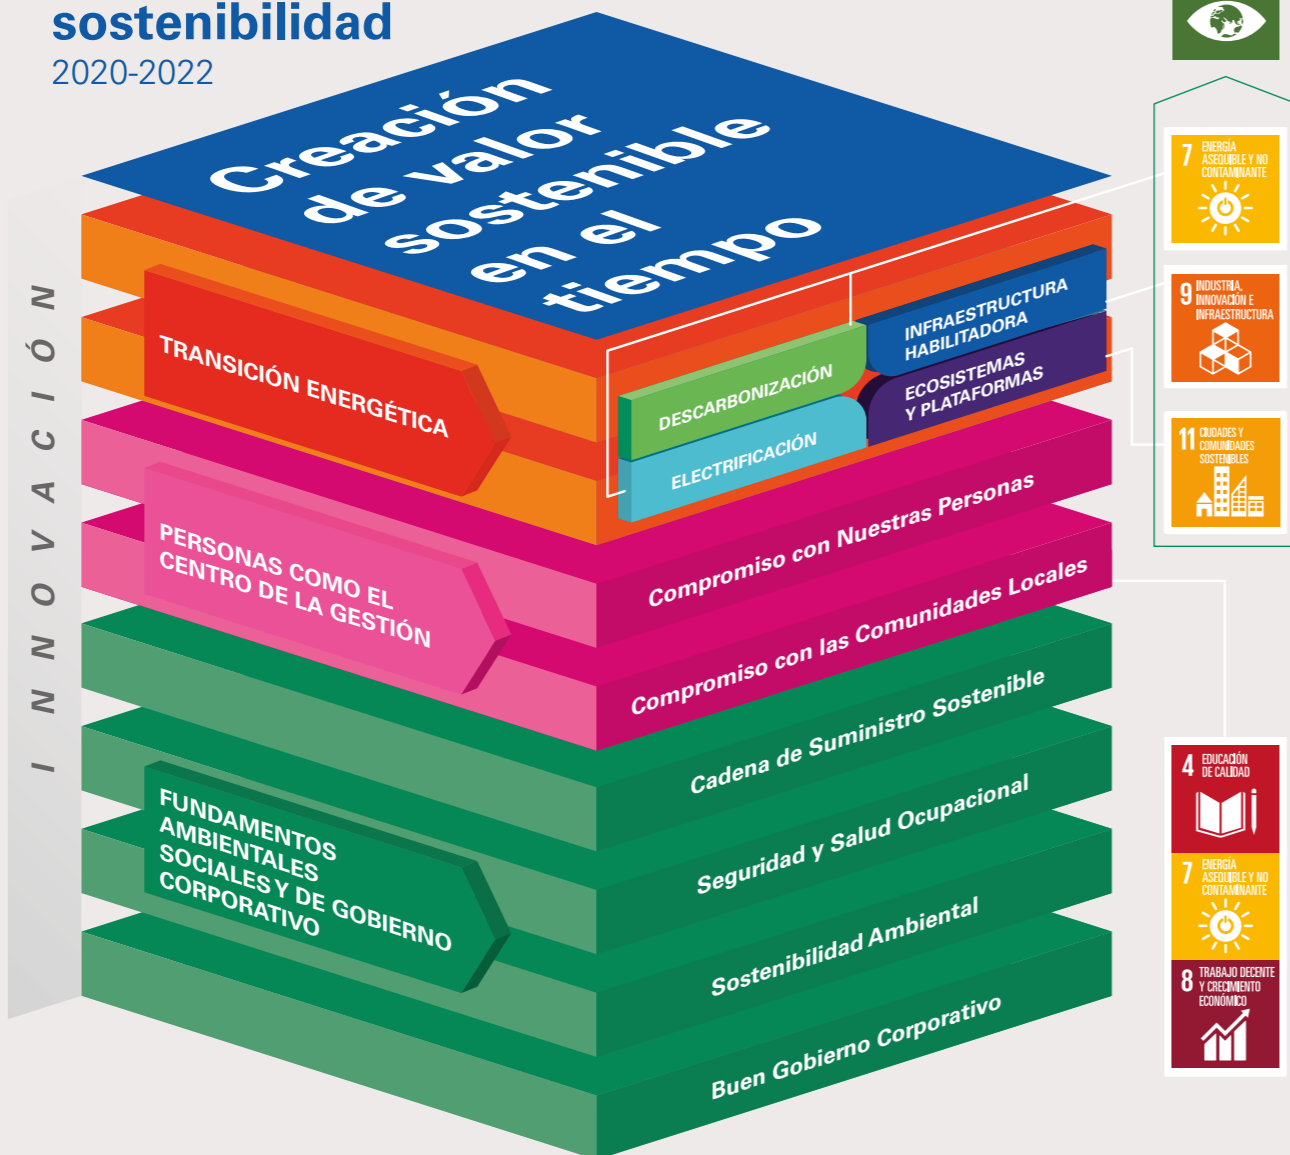 sostenibilidad
2020-2022
Creación
de valor
sostenible
en el
tiempo
INNOVACIÓN
TRANSICIÓN ENERGÉTICA
DESCARBONIZACIÓN
INFRAESTRUCTURA
HABILITADORA
ELECTRIFICACIÓN
ECOSISTEMAS
Y PLATAFORMAS
PERSONAS COMO EL
CENTRO DE LA GESTIÓN
Compromiso con Nuestras Personas
Compromiso con las Comunidades Locales
FUNDAMENTOS
AMBIENTALES
SOCIALES Y DE GOBIERNO
CORPORATIVO
Cadena de Suministro Sostenible
Seguridad y Salud Ocupacional
Sostenibilidad Ambiental
Buen Gobierno Corporativo
7 ENERGÍA
ASEQUIBLE Y NO
CONTAMINANTE
9 INDUSTRIA,
INNOVACIÓN E
INFRAESTRUCTURA
11 CIUDADES Y
COMUNIDADES
SOSTENIBLES
4 EDUCACIÓN
DE CALIDAD
7 ENERGÍA
ASEQUIBLE Y NO
CONTAMINANTE
8 TRABAJO DECENTE
Y CRECIMIENTO
ECONÓMICO